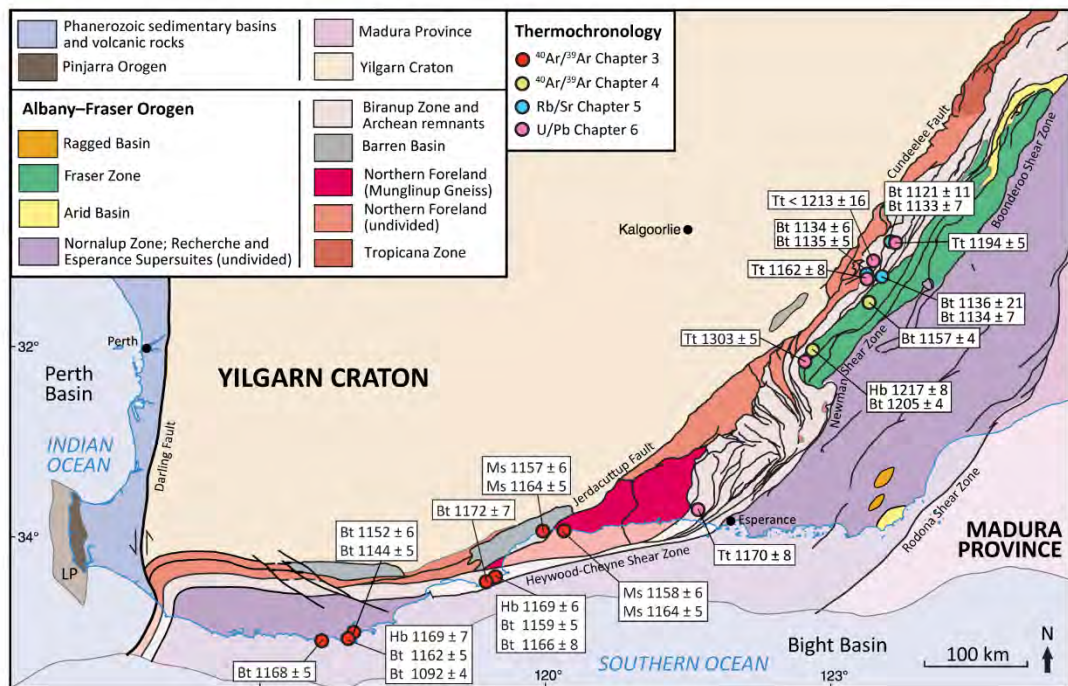 Phanerozoic sedimentary basins
and volcanic rocks
Pinjarra Orogen
Madura Province
Yilgarn Craton
Albany–Fraser Orogen
Ragged Basin
Fraser Zone
Arid Basin
Nornalup Zone; Recherche and
Esperance Supersuites (undivided)
Biranup Zone and
Archean remnants
Barren Basin
Northern Foreland
(Munglinup Gneiss)
Northern Foreland
(undivided)
Tropicana Zone
Thermochronology
⁴⁰Ar/³⁹Ar Chapter 3
⁴⁰Ar/³⁹Ar Chapter 4
Rb/Sr Chapter 5
U/Pb Chapter 6
Cundeelee Fault
Boonderoo Shear Zone
Kalgoorlie
Tt < 1213 ± 16
Bt 1121 ± 11
Bt 1133 ± 7
Bt 1134 ± 6
Bt 1135 ± 5
Tt 1194 ± 5
Tt 1162 ± 8
Bt 1136 ± 21
Bt 1134 ± 7
Tt 1303 ± 5
Bt 1157 ± 4
Hb 1217 ± 8
Bt 1205 ± 4
Newman Shear Zone
32°
Perth
Perth
Basin
YILGARN CRATON
INDIAN
OCEAN
Darling Fault
Jerdacuttup Fault
Ms 1157 ± 6
Ms 1164 ± 5
Bt 1172 ± 7
Bt 1152 ± 6
Bt 1144 ± 5
34°
LP
Esperance
Rodona Shear Zone
MADURA
PROVINCE
Heywood-Cheyne Shear Zone
Tt 1170 ± 8
Ms 1158 ± 6
Ms 1164 ± 5
Hb 1169 ± 6
Bt 1159 ± 5
Bt 1166 ± 8
Hb 1169 ± 7
Bt 1162 ± 5
Bt 1092 ± 4
Bt 1168 ± 5
Bight Basin
SOUTHERN OCEAN
N
100 km
120°
123°